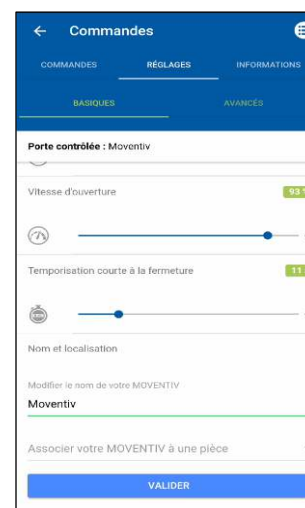 Commandes
COMMANDES RÉGLAGES INFORMATIONS
BASIQUES AVANCÉS
Porte contrôlée : Moventiv
Vitesse d'ouverture 93
Temporisation courte à la fermeture 11
Nom et localisation
Modifier le nom de votre MOVENTIV
Moventiv
Associer votre MOVENTIV à une pièce
VALIDER